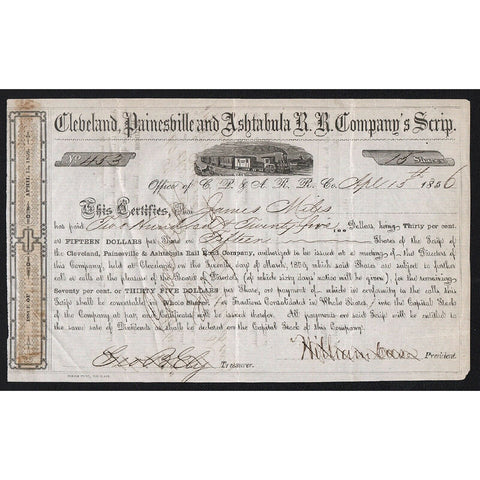 Cleveland, Painesville and Ashtabula R. R. Company's Scrip.
No 15 Shares
Office of C. P. & A. R. R. Co. Apl 15th 1856
This Certifies, that James Miles
has paid Two Hundred & Twenty five /100 Dollars being Thirty per cent.
or FIFTEEN DOLLARS per Share on Fifteen Shares of the Scrip of
the Cleveland, Painesville & Ashtabula Rail Road Company, authorized to be issued at a meeting of the Directors of
this Company, held at Cleveland, on the day of March, 1856, which said Shares are subject to further
call or calls at the pleasure of the Board of Directors, (of which sixty days notice is to be given), for the remaining
Seventy per cent. or THIRTY FIVE DOLLARS per Share, on payment of which in conformity to the calls this
Scrip shall be convertible, in Whole Shares, (or Fractions Consolidated in Whole Shares,) into the Capital Stock
of the Company at par, and Certificates will be issued therefor. All payments on said Scrip will be entitled to
the same rate of Dividends as shall be declared on the Capital Stock of this Company.
Treasurer.
William President.